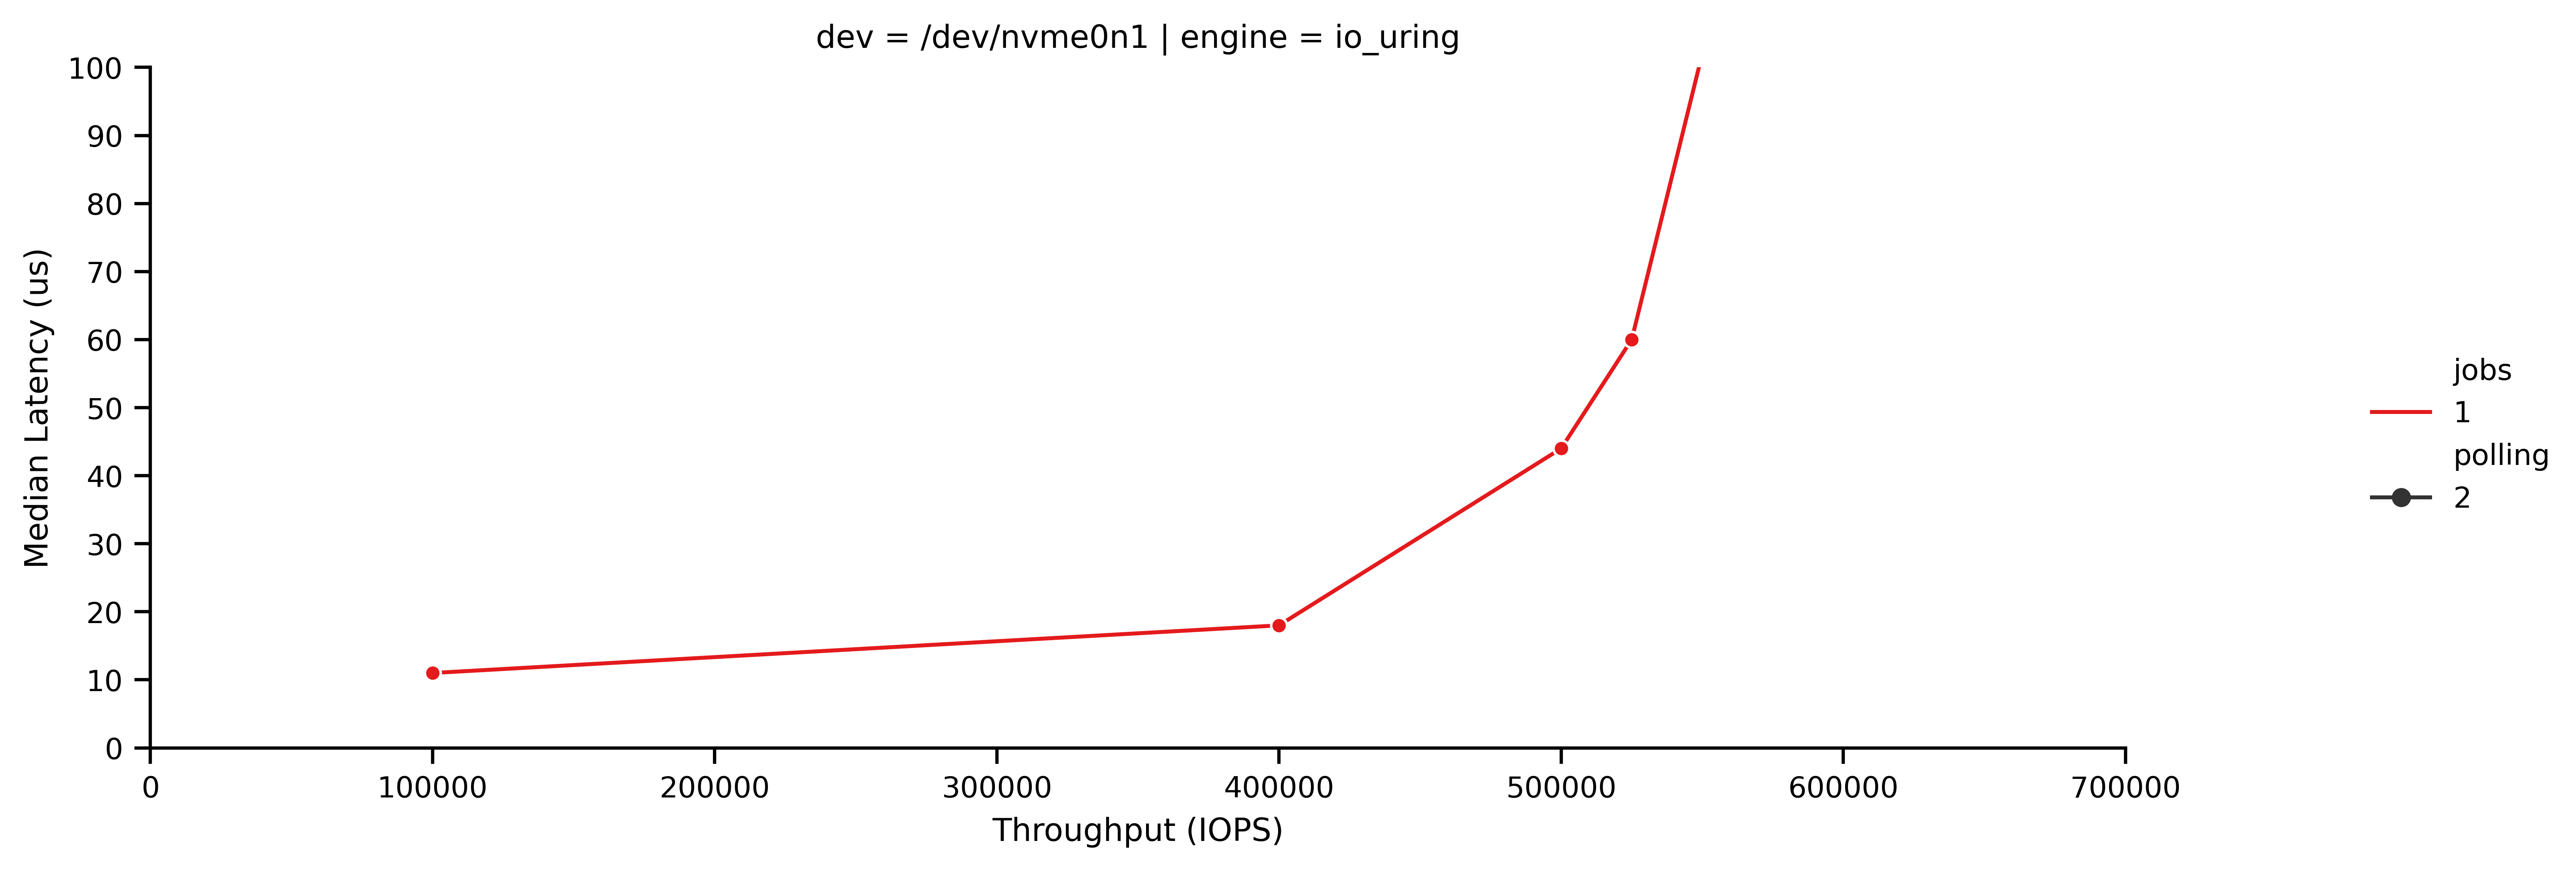 dev = /dev/nvme0n1 | engine = io_uring
100
90
80
70
60
50
40
30
20
10
0
Median Latency (us)
0 100000 200000 300000 400000 500000 600000 700000
Throughput (IOPS)
jobs
1
polling
2